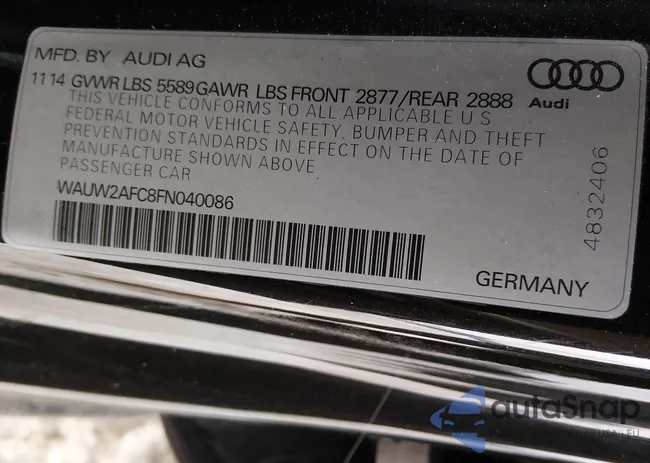 MFD. BY AUDI AG
1114 GVWR LBS 5589 GAWR LBS FRONT 2877/REAR 2888
Audi
THIS VEHICLE CONFORMS TO ALL APPLICABLE U.S.
FEDERAL MOTOR VEHICLE SAFETY, BUMPER AND THEFT
PREVENTION STANDARDS IN EFFECT ON THE DATE OF
MANUFACTURE SHOWN ABOVE.
PASSENGER CAR
WAUW2AFC8FN040086
4832406
GERMANY
autoSnap